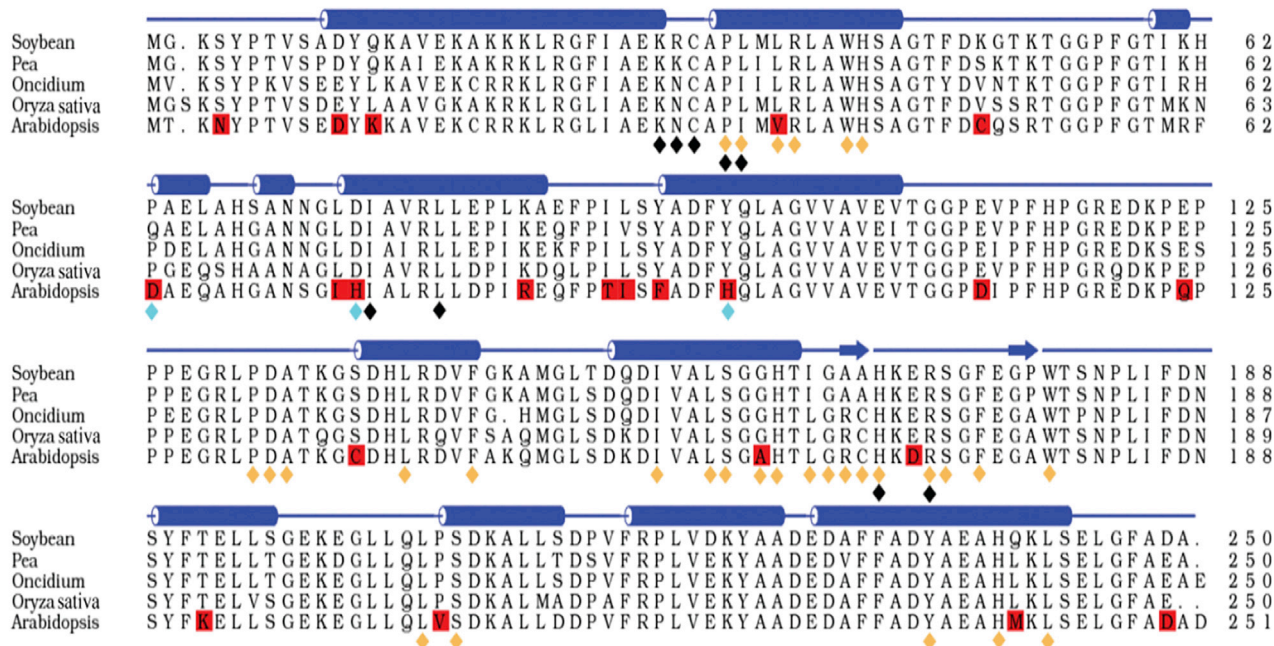 Soybean MG.KSYPTVSADYQKAVEKAKKKLRGFIAEKRCAPLMLRLAWHSAGTFDKGTKTGGPFGTIKH 62
Pea MG.KSYPTVSPDYQKAIEKAKRKLRGFIAEKKCAPLILRLAWHSAGTFDSKTKTGGPFGTIKH 62
Oncidium MV.KSYPKVSEEYLKAVEKCRRKLRGFIAEKNCAPIILRLAWHSAGTYDVNTKTGGPFGTIRH 62
Oryza sativa MGSKSYPTVSDEYLAAVGKAKRKLRGLIAEKNCAPLMLRLAWHSAGTFDVSSRTGGPFGTMKN 63
Arabidopsis MT.KNYPTVSEDYKKAVEKCRRKLRGLIAEKNCAPIMVRLAWHSAGTFDCQSRTGGPFGTMRF 62
Soybean PAELAHSANNGLDIAVRLLEPLKAEFPILSYADFYQLAGVVAVEVTGGPEVPFHPGREDKPEP 125
Pea QAELAHGANNGLDIAVRLLEPIKEQFPIVSYADFYQLAGVVAVEITGGPEVPFHPGREDKPEP 125
Oncidium PDELAHGANNGLDIAIRLLEPIKEKFPILSYADFYQLAGVVAVEVTGGPEIPFHPGREDKSES 125
Oryza sativa PGEQSHAANAGLDIAVRLLDPIKDQLPILSYADFYQLAGVVAVEVTGGPEVPFHPGRQDKPEP 126
Arabidopsis DAEQAHGANSGIHIALRLLDPIREQFPTISFADFHQLAGVVAVEVTGGPDIPFHPGREDKPQP 125
Soybean PPEGRLPDATKGSDHLRDVFGKAMGLTDQDIVALSGGHTIGAAHKERSGFEGPWTSNPLIFDN 188
Pea PPEGRLPDATKGSDHLRDVFGKAMGLSDQDIVALSGGHTIGAAHKERSGFEGPWTSNPLIFDN 188
Oncidium PEEGRLPDATKGSDHLRDVFG.HMGLSDQDIVALSGGHTLGRCHKERSGFEGAWTPNPLIFDN 187
Oryza sativa PPEGRLPDATQGSDHLRQVFSAQMGLSDKDIVALSGGHTLGRCHKERSGFEGAWTSNPLIFDN 189
Arabidopsis PPEGRLPDATKGCDHLRDVFAKQMGLSDKDIVALSGAHTLGRCHKDRSGFEGAWTSNPLIFDN 188
Soybean SYFTELLSGEKEGLLQLPSDKALLSDPVFRPLVDKYAADEDAFFADYAEAHQKLSELGFADA. 250
Pea SYFTELLTGEKDGLLQLPSDKALLTDSVFRPLVEKYAADEDVFFADYAEAHLKLSELGFAEA. 250
Oncidium SYFTELLTGEKEGLLQLPSDKALLSDPVFRPLVEKYAADEDAFFADYAEAHLKLSELGFAEAE 250
Oryza sativa SYFTELVSGEKEGLLQLPSDKALMADPAFRPLVEKYAADEDAFFADYAEAHLKLSELGFAE.. 250
Arabidopsis SYFKELLSGEKEGLLQLVSDKALLDDPVFRPLVEKYAADEDAFFADYAEAHMKLSELGFADAD 251